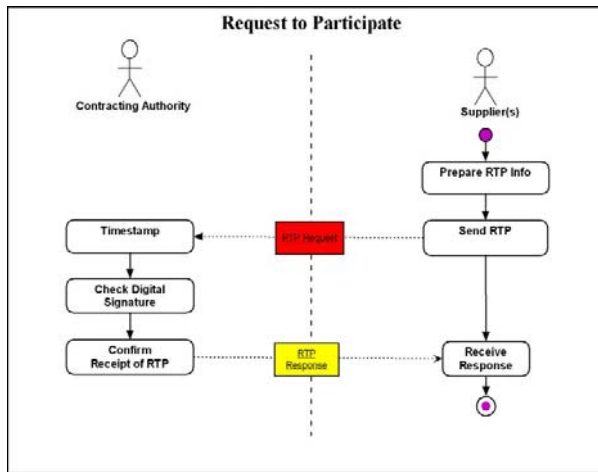 Request to Participate
Contracting Authority
Supplier(s)
Prepare RTP Info
Timestamp
RTP Request
Send RTP
Check Digital
Signature
Confirm
Receipt of RTP
RTP
Response
Receive
Response